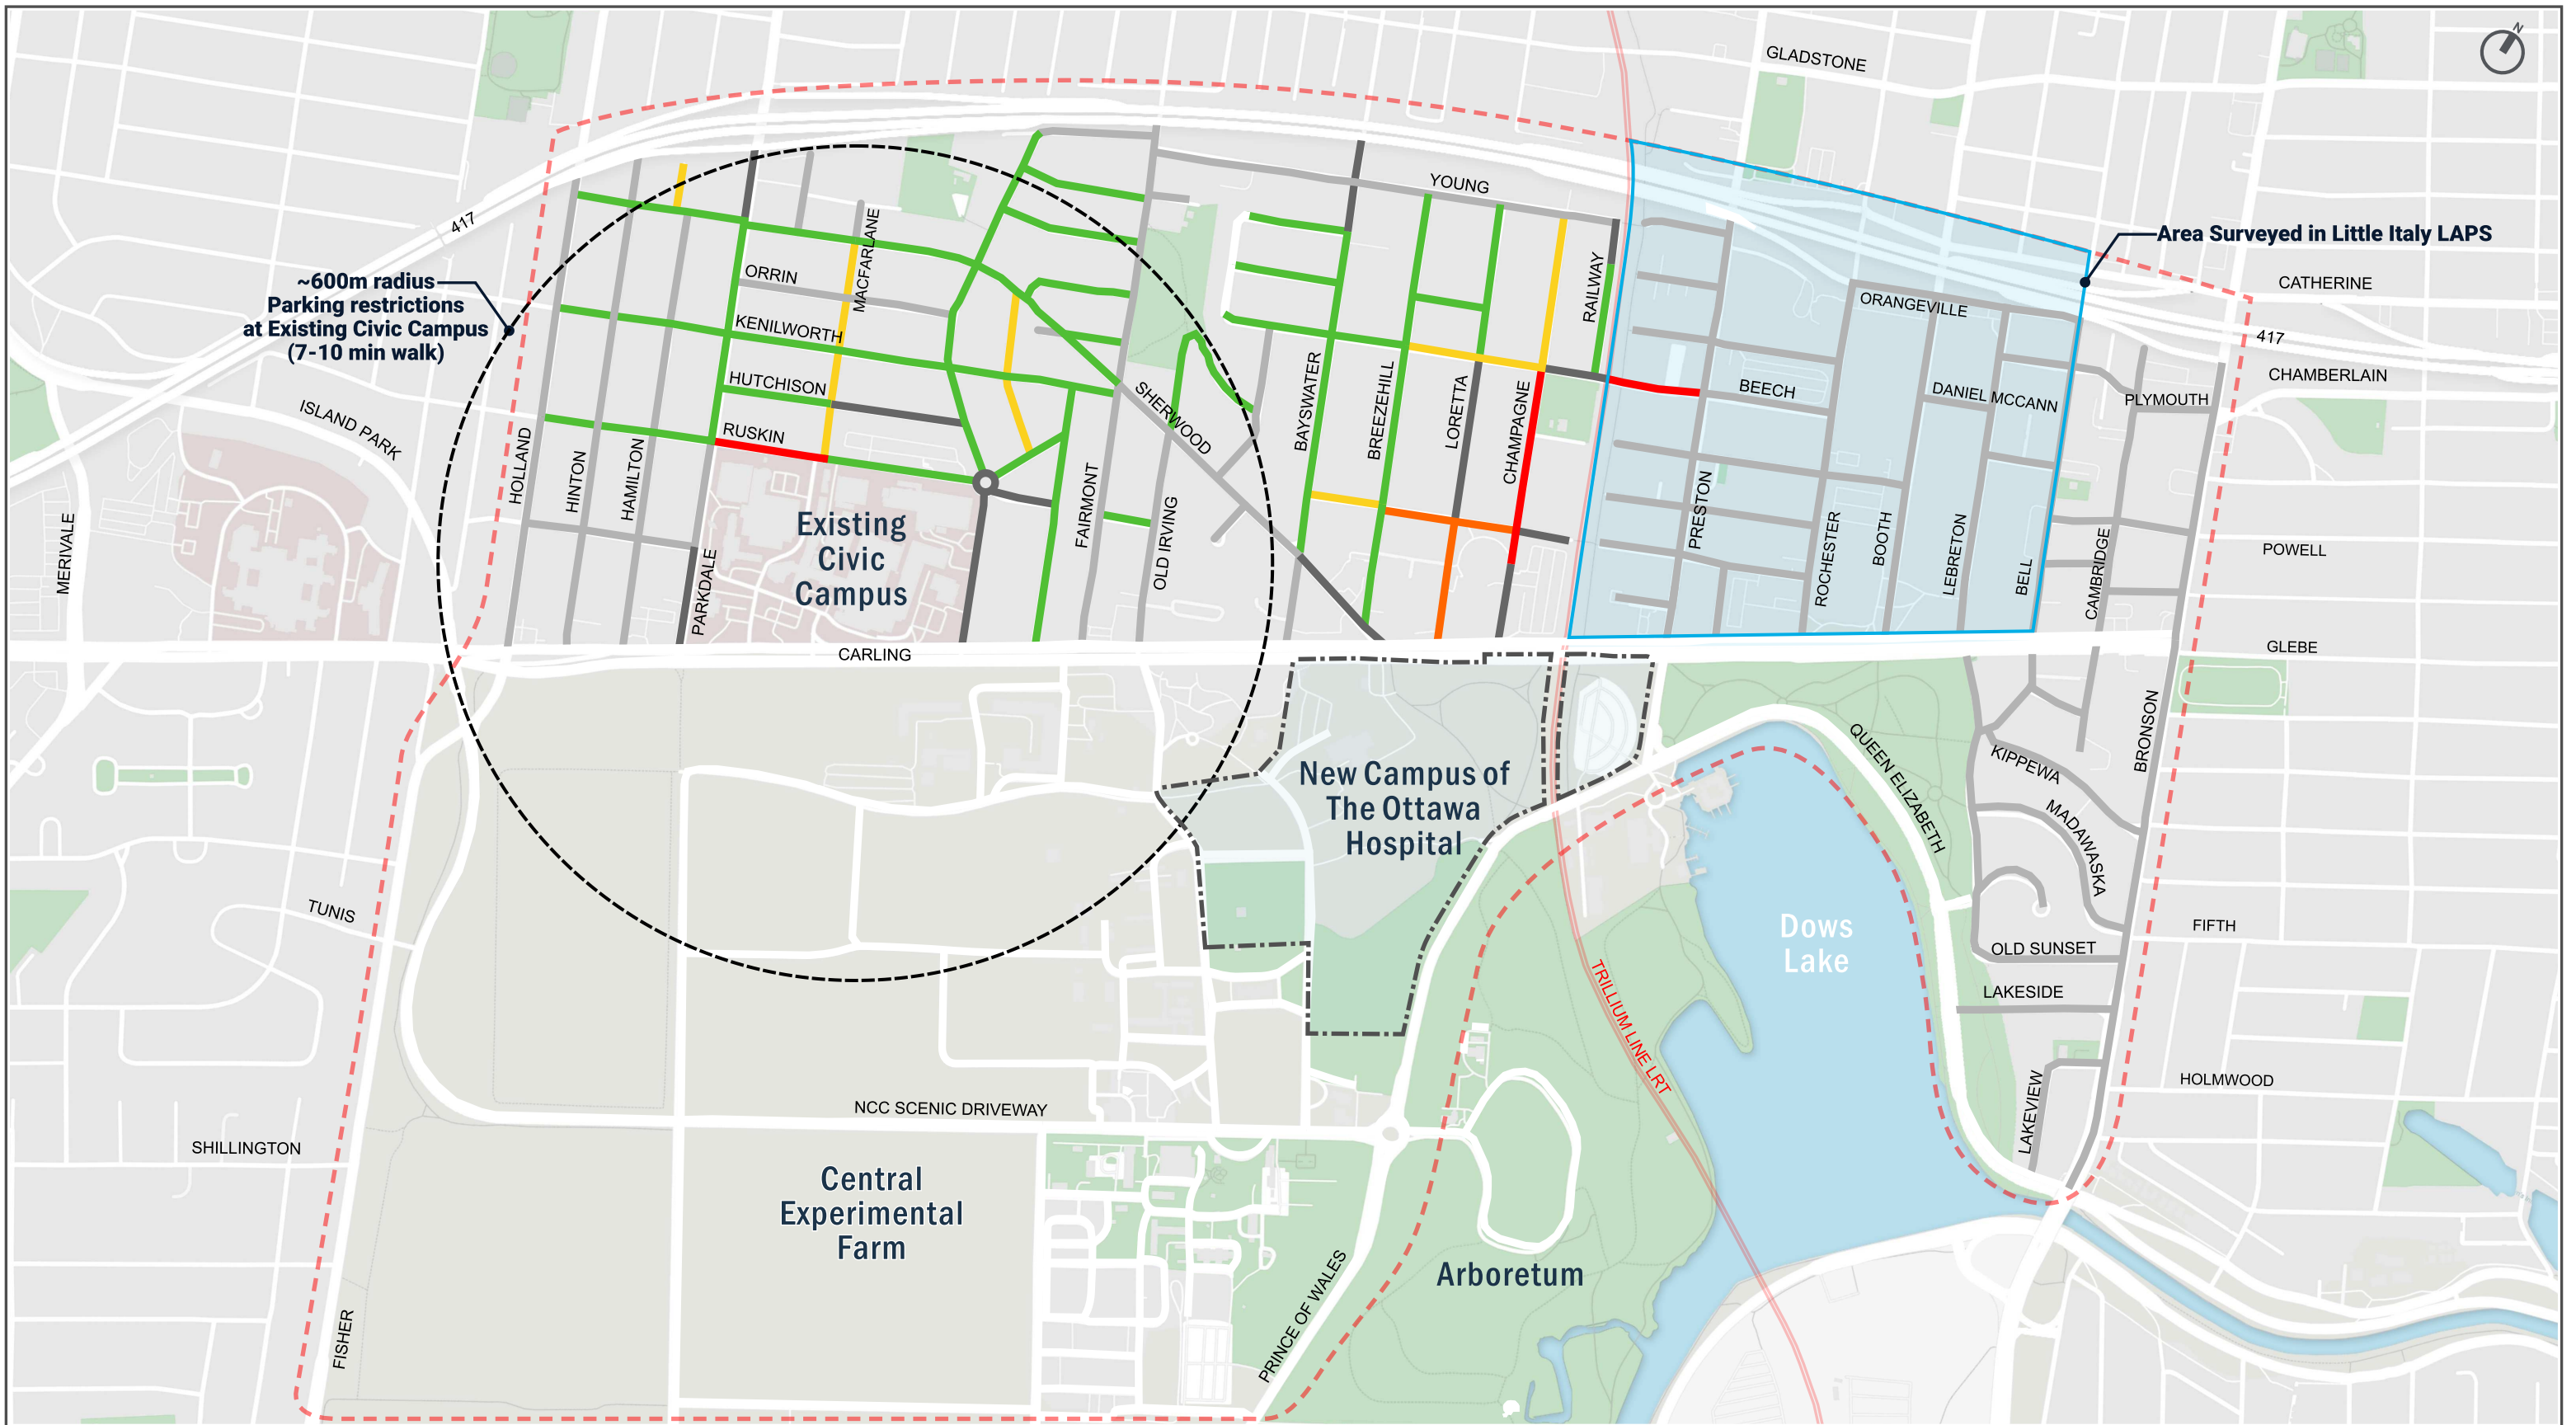 N
GLADSTONE
417
YOUNG
Area Surveyed in Little Italy LAPS
~600m radius
Parking restrictions
at Existing Civic Campus
(7-10 min walk)
MACFARLANE
ORRIN
RAILWAY
CATHERINE
ORANGEVILLE
KENILWORTH
417
CHAMBERLAIN
HUTCHISON
BEECH
DANIEL MCCANN
PLYMOUTH
ISLAND PARK
RUSKIN
SHERWOOD
BAYSWATER
BREEZEHILL
LORETTA
CHAMPAGNE
HOLLAND
HINTON
HAMILTON
FAIRMONT
OLD IRVING
PRESTON
ROCHESTER
BOOTH
LEBRETON
BELL
CAMBRIDGE
POWELL
MERIVALE
PARKDALE
Existing
Civic
Campus
CARLING
GLEBE
BRONSON
QUEEN ELIZABETH
KIPPEWA
MADAWASKA
New Campus of
The Ottawa
Hospital
TUNIS
Dows
Lake
FIFTH
OLD SUNSET
LAKESIDE
TRILLIUM LINE LRT
HOLMWOOD
LAKEVIEW
NCC SCENIC DRIVEWAY
SHILLINGTON
Central
Experimental
Farm
Arboretum
PRINCE OF WALES
FISHER